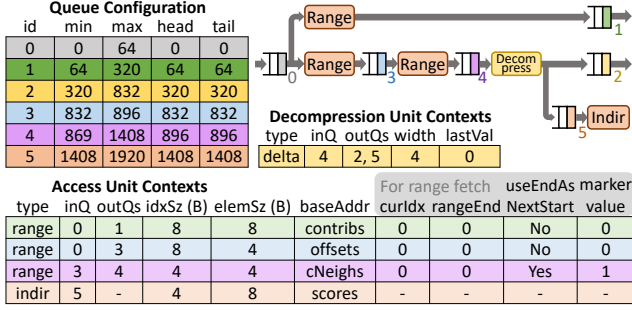 Queue Configuration
id min max head tail
0 0 64 0 0
1 64 320 64 64
2 320 832 320 320
3 832 896 832 832
4 869 1408 896 896
5 1408 1920 1408 1408
Range 1
0 Range 3 Range 4 Decom press 2
5 Indir
Decompression Unit Contexts
type inQ outQs width lastVal
delta 4 2, 5 4 0
Access Unit Contexts
For range fetch useEndAs marker
type inQ outQs idxSz (B) elemSz (B) baseAddr curIdx rangeEnd NextStart value
range 0 1 8 8 contribs 0 0 No 0
range 0 3 8 4 offsets 0 0 No 0
range 3 4 4 4 cNeighs 0 0 Yes 1
indir 5 - 4 8 scores - - - -